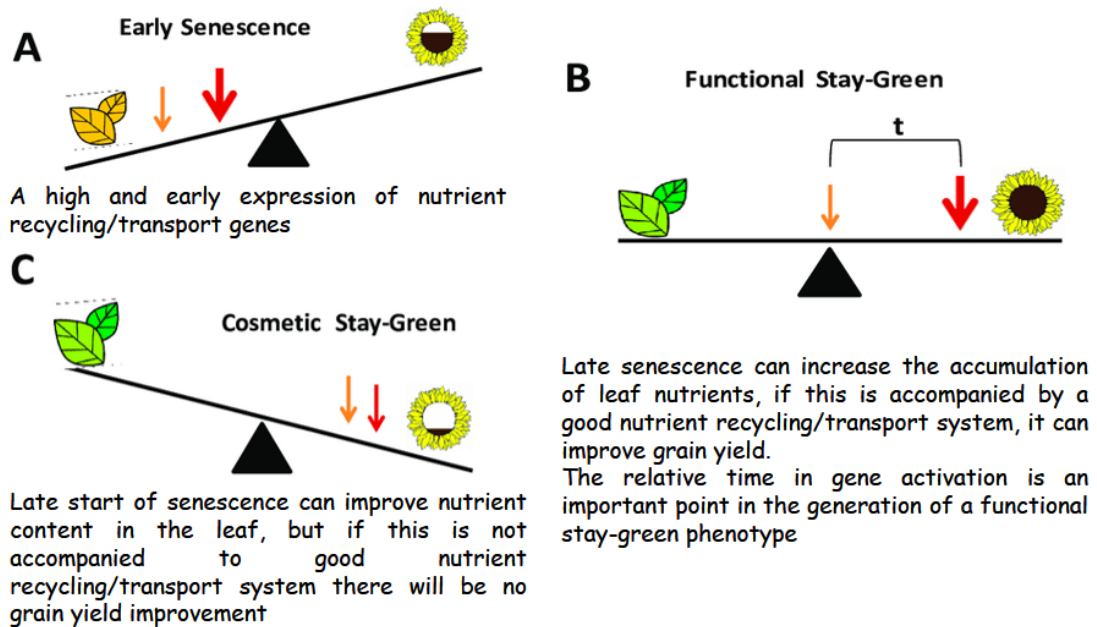 A
Early Senescence
A high and early expression of nutrient
recycling/transport genes
B
Functional Stay-Green
t
Late senescence can increase the accumulation
of leaf nutrients, if this is accompanied by a
good nutrient recycling/transport system, it can
improve grain yield.
The relative time in gene activation is an
important point in the generation of a functional
stay-green phenotype
C
Cosmetic Stay-Green
Late start of senescence can improve nutrient
content in the leaf, but if this is not
accompanied to good nutrient
recycling/transport system there will be no
grain yield improvement